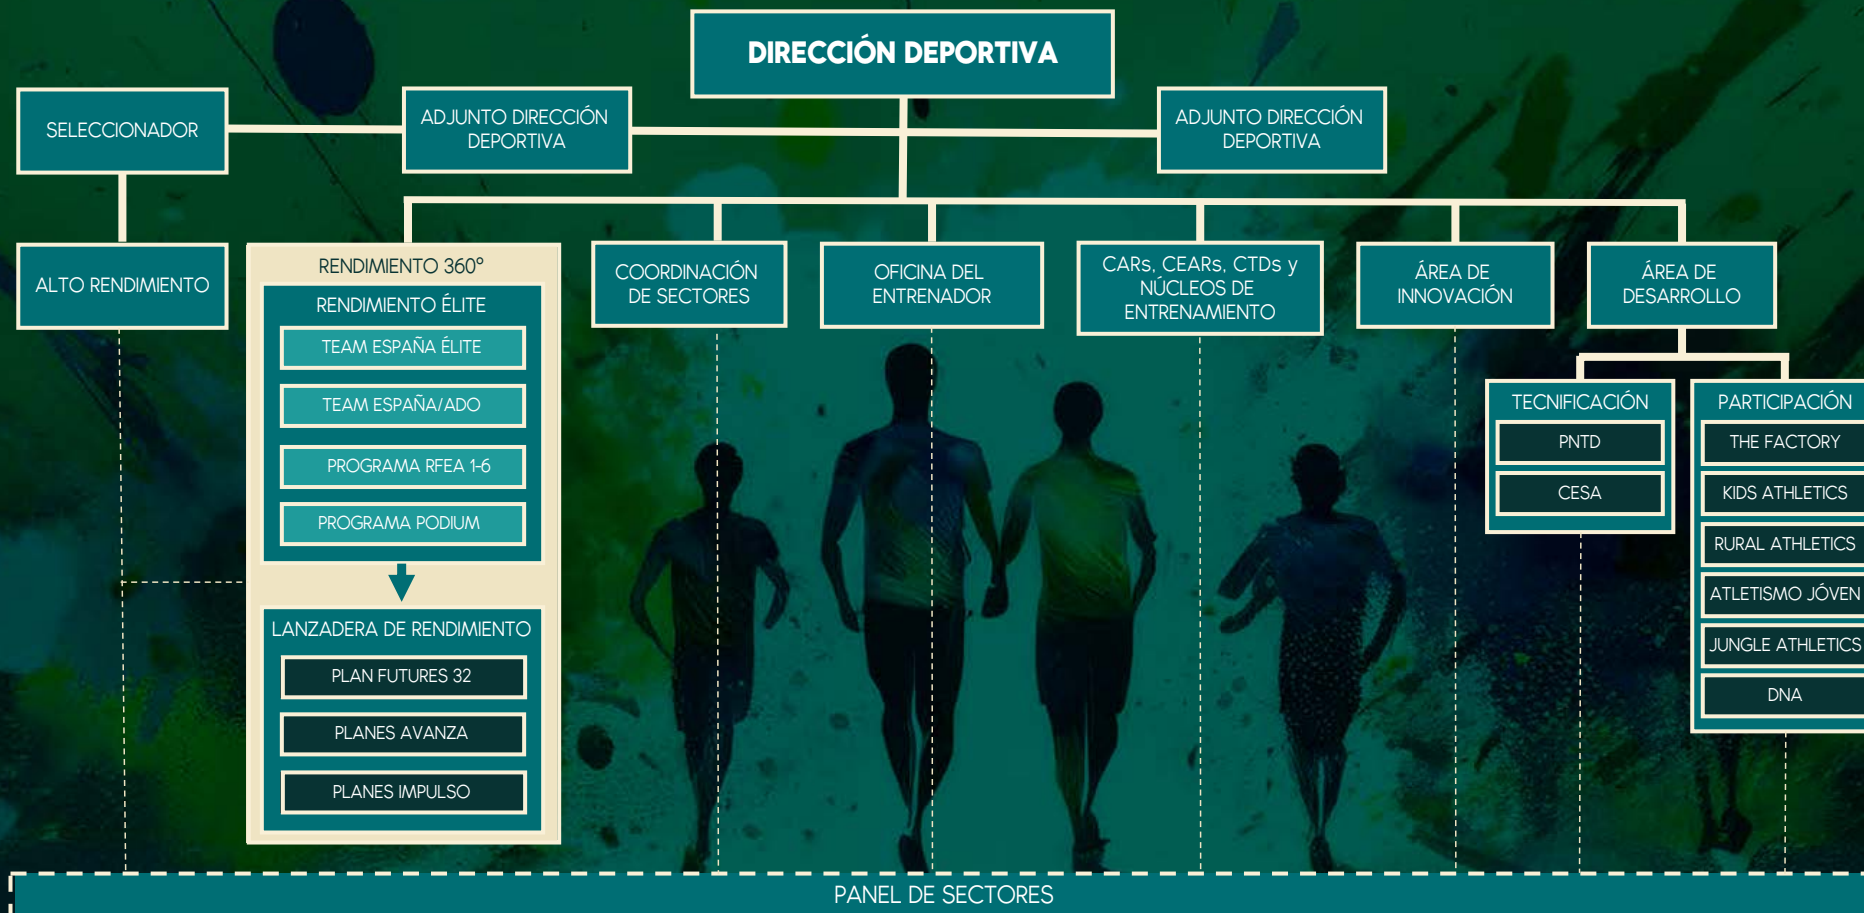 DIRECCIÓN DEPORTIVA
SELECCIONADOR
ADJUNTO DIRECCIÓN
DEPORTIVA
ADJUNTO DIRECCIÓN
DEPORTIVA
ALTO RENDIMIENTO
RENDIMIENTO 360º
RENDIMIENTO ÉLITE
TEAM ESPAÑA ÉLITE
TEAM ESPAÑA/ADO
PROGRAMA RFEA 1-6
PROGRAMA PODIUM
LANZADERA DE RENDIMIENTO
PLAN FUTURES 32
PLANES AVANZA
PLANES IMPULSO
COORDINACIÓN
DE SECTORES
OFICINA DEL
ENTRENADOR
CARs, CEARs, CTDs y
NÚCLEOS DE
ENTRENAMIENTO
ÁREA DE
INNOVACIÓN
ÁREA DE
DESARROLLO
TECNIFICACIÓN
PNTD
CESA
PARTICIPACIÓN
THE FACTORY
KIDS ATHLETICS
RURAL ATHLETICS
ATLETISMO JÓVEN
JUNGLE ATHLETICS
DNA
PANEL DE SECTORES